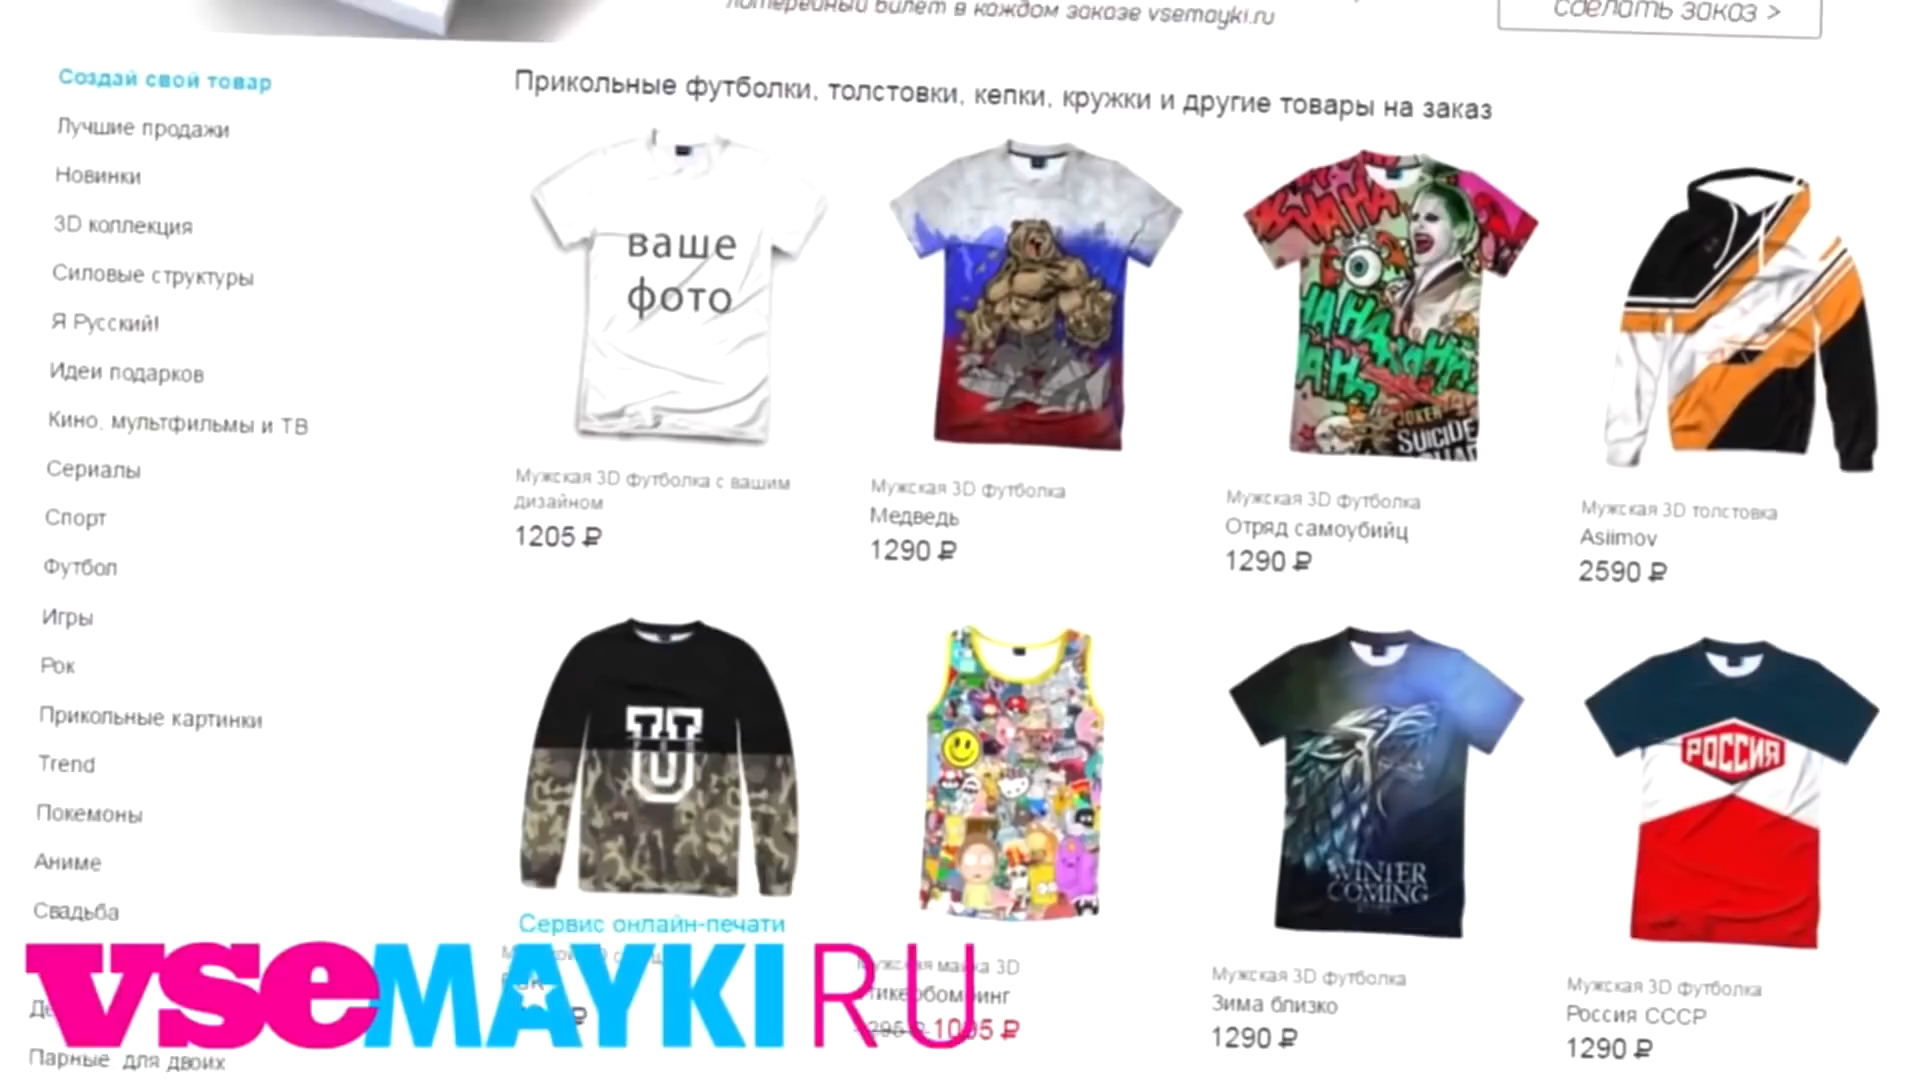 лотерейный билет в каждом заказе vsemayki.ru
сделать заказ >
Создай свой товар
Лучшие продажи
Новинки
3D коллекция
Силовые структуры
Я Русский!
Идеи подарков
Кино, мультфильмы и ТВ
Сериалы
Спорт
Футбол
Игры
Рок
Прикольные картинки
Trend
Покемоны
Аниме
Свадьба
Парные для двоих
Прикольные футболки, толстовки, кепки, кружки и другие товары на заказ
ваше
фото
Мужская 3D футболка с вашим
дизайном
1205 ₽
Мужская 3D футболка
Медведь
1290 ₽
JOKER
SUICIDE
Мужская 3D футболка
Отряд самоубийц
1290 ₽
Мужская 3D толстовка
Asiimov
2590 ₽
U
Сервис онлайн-печати
vseMAYKI RU
майка 3D
₽
WINTER
COMING
Мужская 3D футболка
Зима близко
1290 ₽
РОССИЯ
Мужская 3D футболка
Россия СССР
1290 ₽